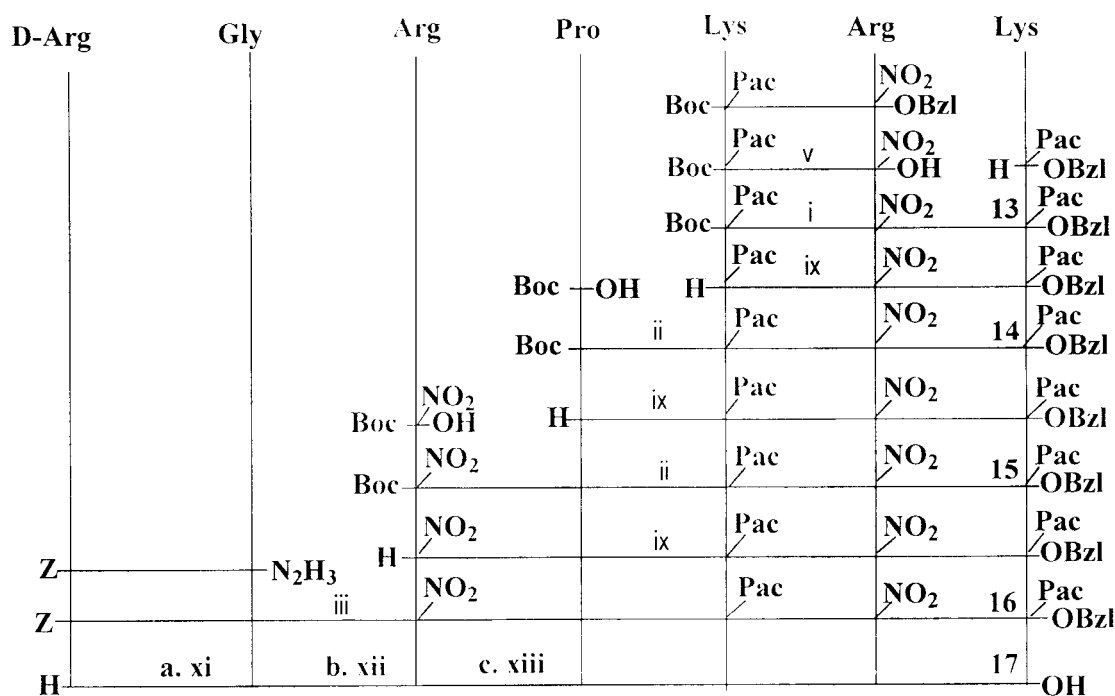 D-Arg Gly Arg Pro Lys Arg Lys
Pac NO₂
Boc OBzl
Pac NO₂ Pac
Boc v OH H OBzl
Pac i NO₂ 13 Pac
Boc OBzl
Pac ix NO₂ Pac
Boc OH H OBzl
ii Pac NO₂ 14 Pac
Boc OBzl
NO₂ ix Pac NO₂ Pac
Boc OH H OBzl
NO₂ ii Pac NO₂ 15 Pac
Boc OBzl
NO₂ ix Pac NO₂ Pac
H OBzl
Z N₂H₃
iii NO₂ Pac NO₂ 16 Pac
Z OBzl
a. xi b. xii c. xiii 17
H OH